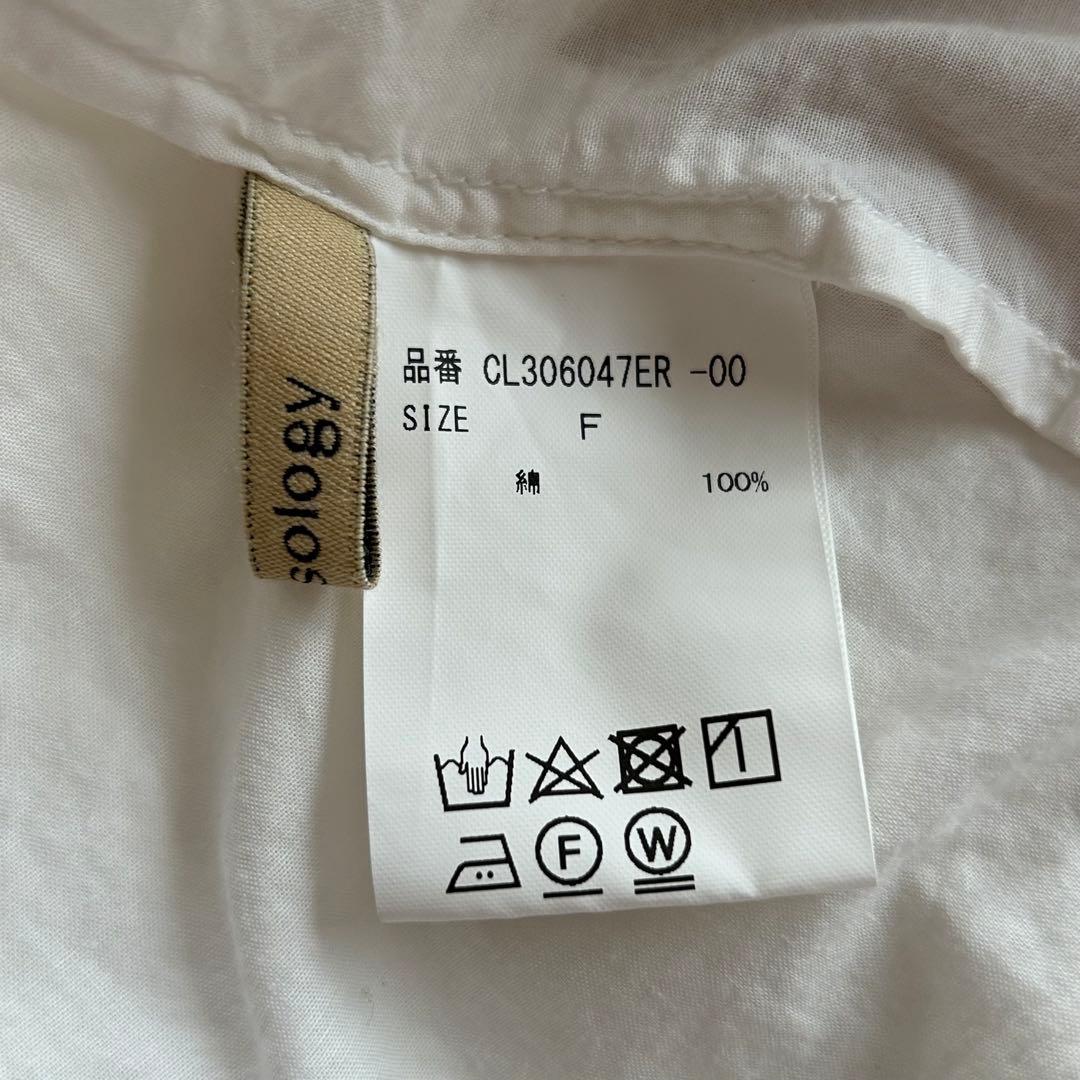 sology
品番 CL306047ER -00
SIZE F
綿 100%
F W